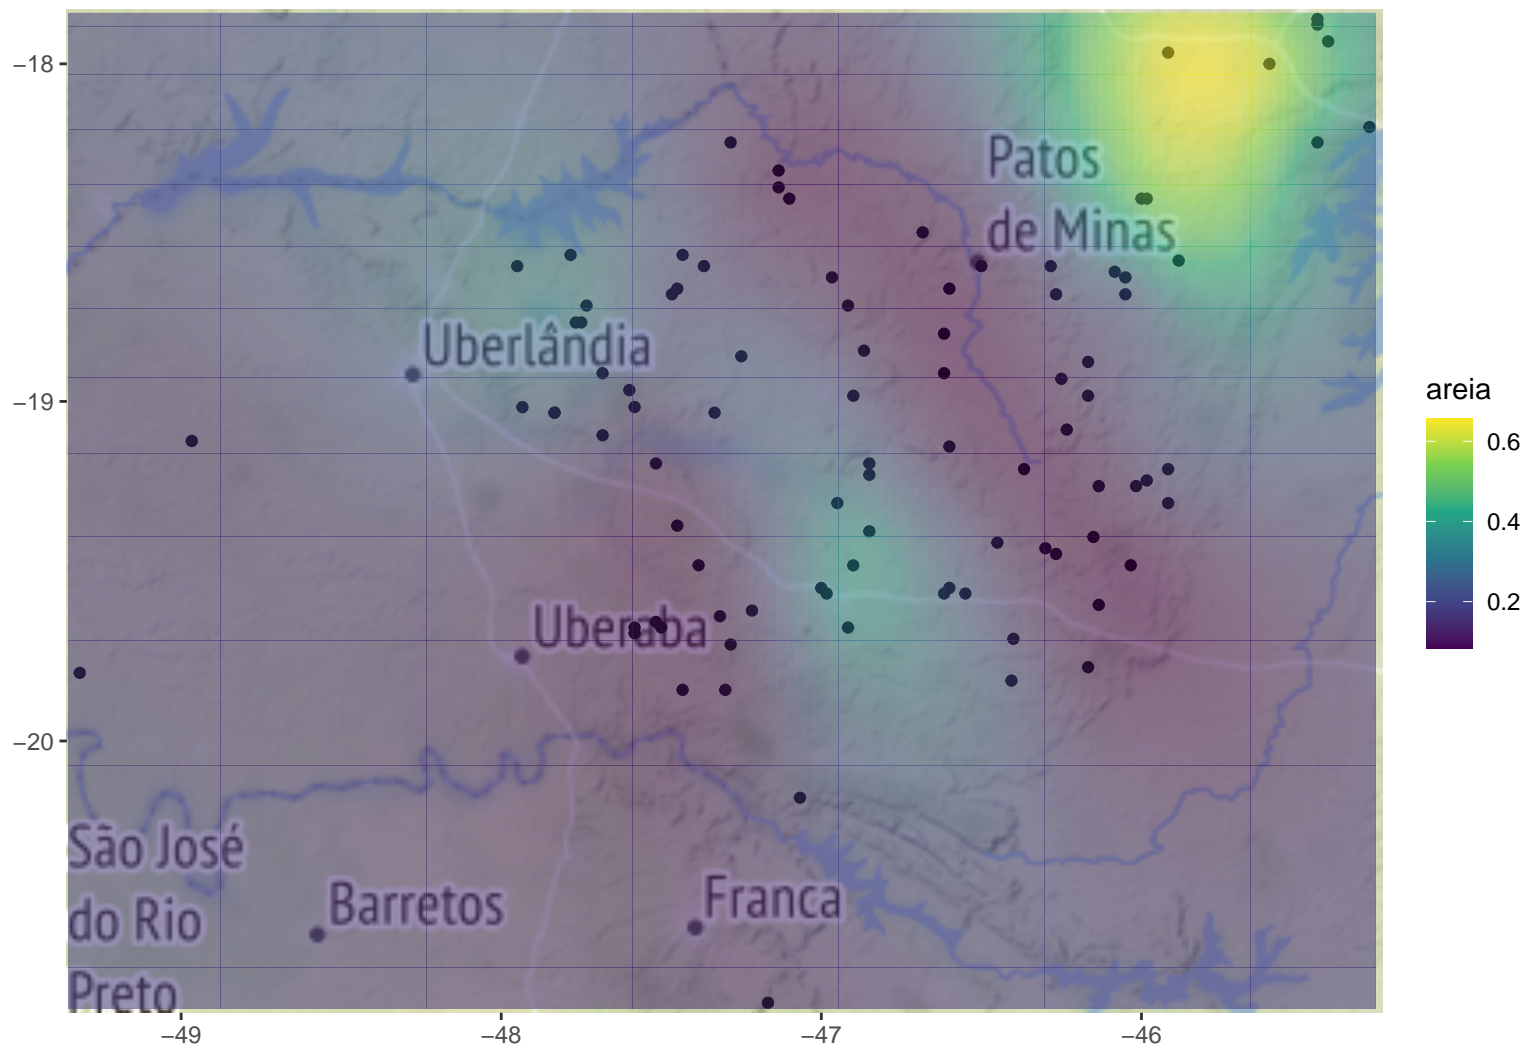 −18
Patos
de Minas
Uberlândia
−19
areia
0.6
0.4
0.2
Uberaba
−20
São José
do Rio
Preto
Barretos
Franca
−49
−48
−47
−46